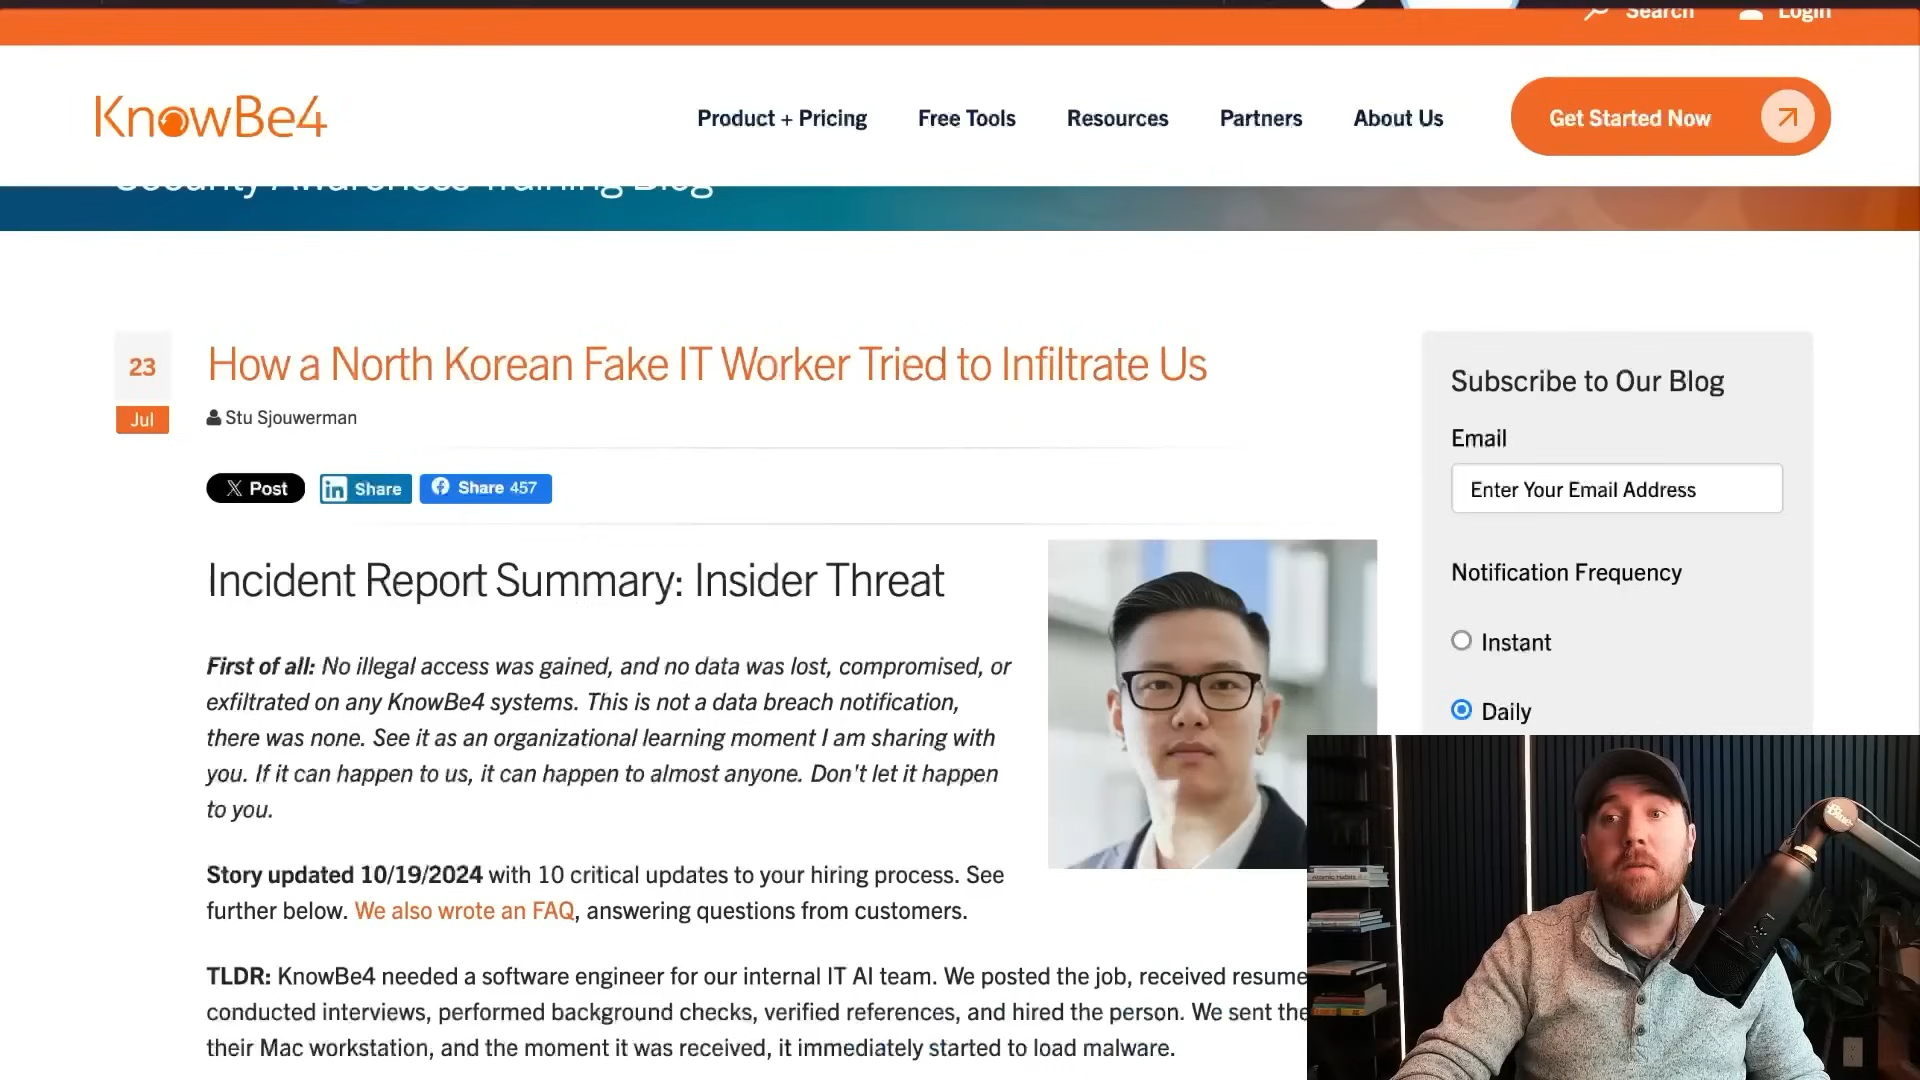 Search Login
KnowBe4
Product + Pricing Free Tools Resources Partners About Us Get Started Now
Security Awareness Training Blog
23
Jul
How a North Korean Fake IT Worker Tried to Infiltrate Us
Stu Sjouwerman
Post Share Share 457
Incident Report Summary: Insider Threat
First of all: No illegal access was gained, and no data was lost, compromised, or
exfiltrated on any KnowBe4 systems. This is not a data breach notification,
there was none. See it as an organizational learning moment I am sharing with
you. If it can happen to us, it can happen to almost anyone. Don't let it happen
to you.
Story updated 10/19/2024 with 10 critical updates to your hiring process. See
further below. We also wrote an FAQ, answering questions from customers.
TLDR: KnowBe4 needed a software engineer for our internal IT AI team. We posted the job, received resume
conducted interviews, performed background checks, verified references, and hired the person. We sent the
their Mac workstation, and the moment it was received, it immediately started to load malware.
Subscribe to Our Blog
Email
Enter Your Email Address
Notification Frequency
Instant
Daily
Atomic Habits
Blue